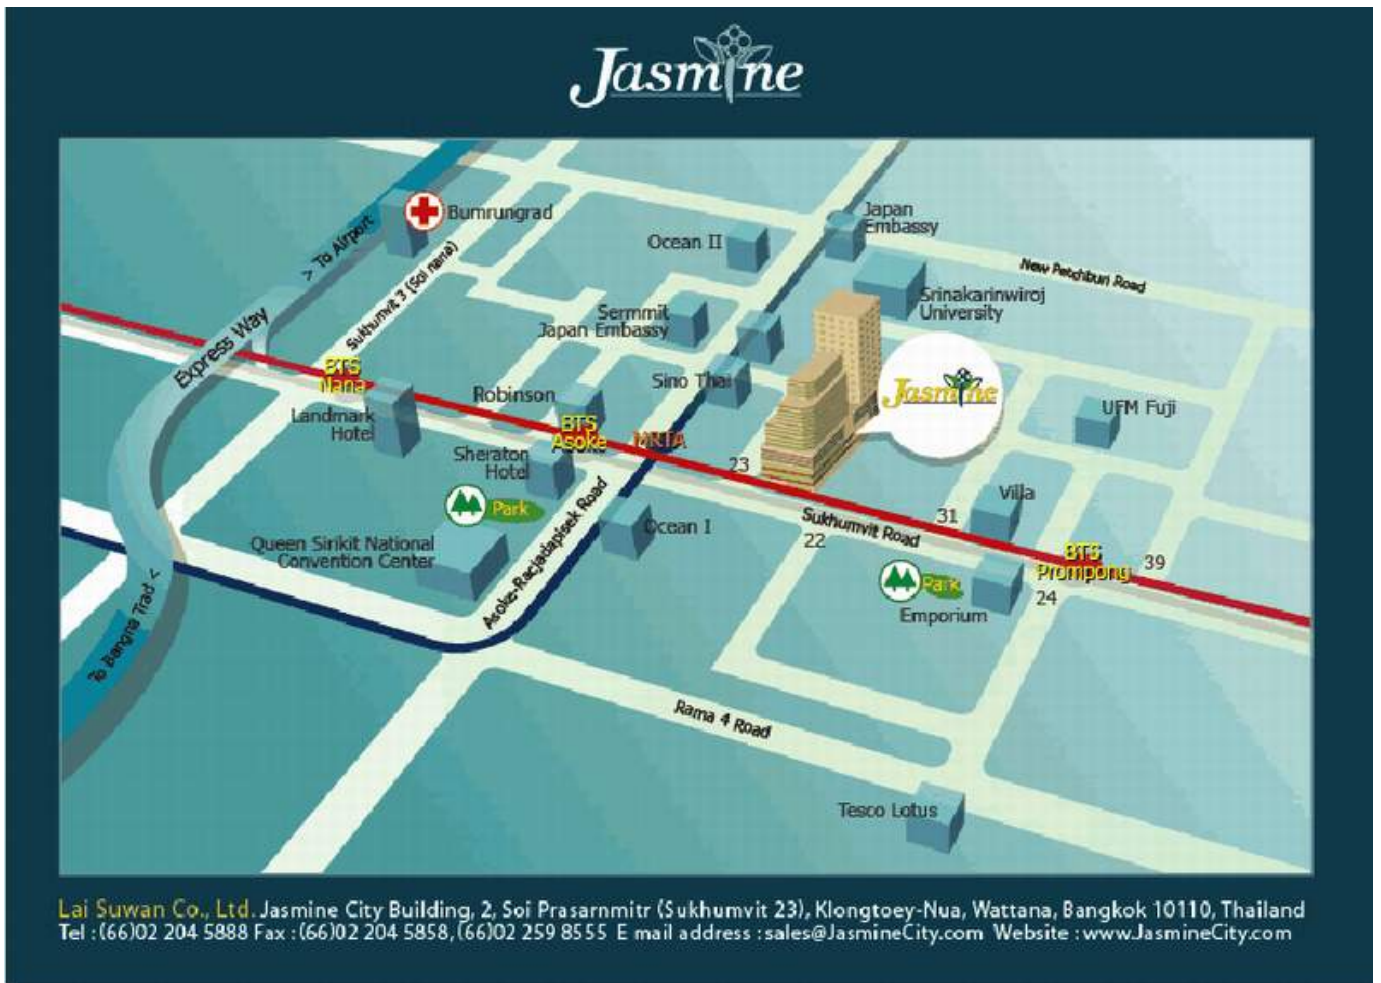 Jasmine
> To Airport
Bumrungrad
Japan
Embassy
Ocean II
New Petchburi Road
Sukhumvit 3 (Soi nana)
Srinakarinwiroj
University
Sermmit
Japan Embassy
Express Way
BTS
Nana
Sino Thai
Jasmine
Robinson
Landmark
Hotel
UFM Fuji
BTS
Asoke
MRTA
Sheraton
Hotel
23
Villa
Park
Asoke-Racjadapisek Road
Ocean I
31
Sukhumvit Road
22
Queen Sirikit National
Convention Center
BTS
Prompong
39
Park
24
Emporium
To Bangna Trad <
Rama 4 Road
Tesco Lotus
Lai Suwan Co., Ltd. Jasmine City Building, 2, Soi Prasarnmitr (Sukhumvit 23), Klongtoey-Nua, Wattana, Bangkok 10110, Thailand
Tel : (66)02 204 5888 Fax : (66)02 204 5858, (66)02 259 8555 E mail address : sales@JasmineCity.com Website : www.JasmineCity.com